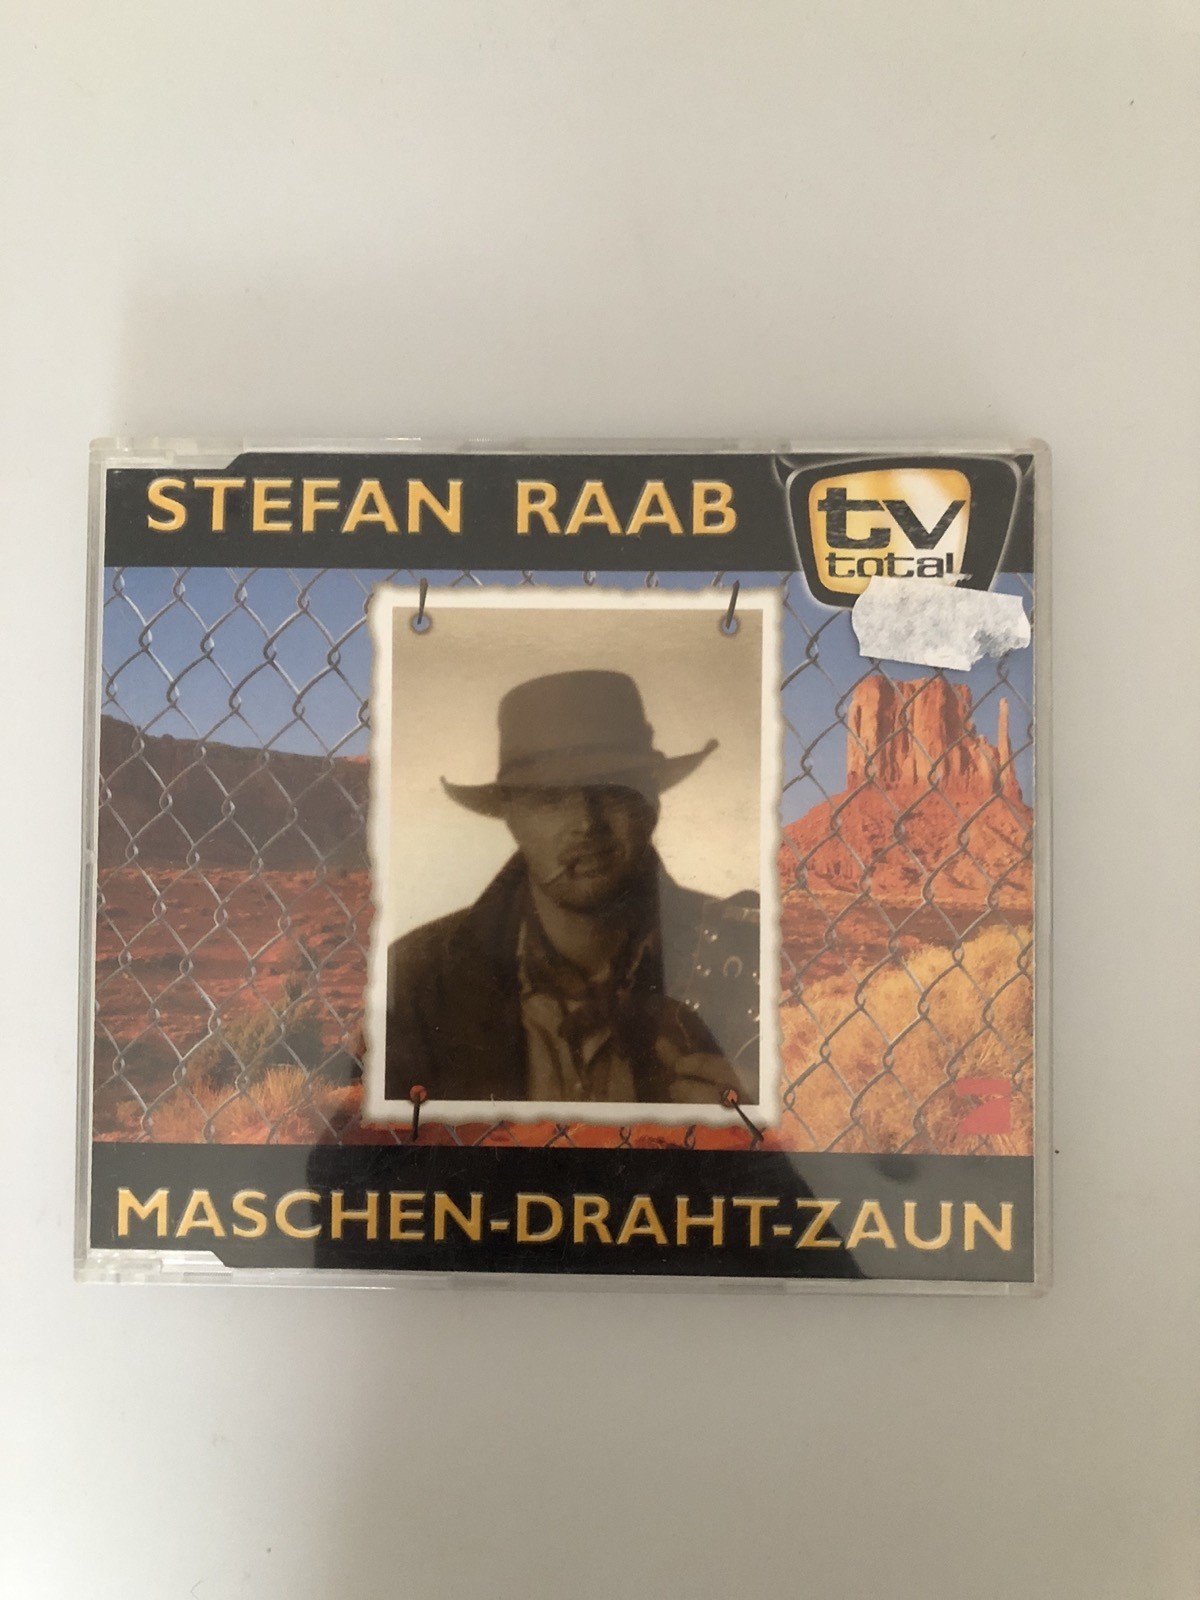 STEFAN RAAB
tv
total
MASCHEN-DRAHT-ZAUN